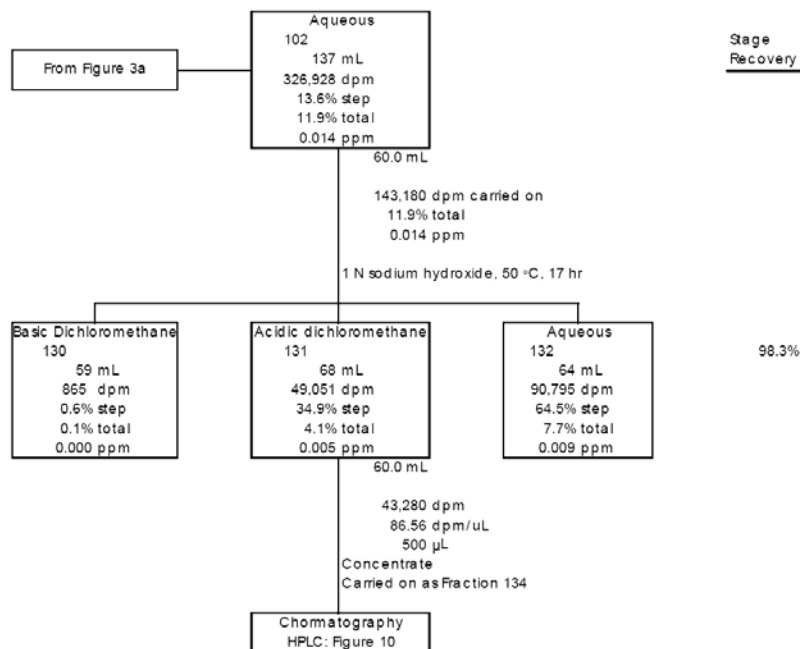 Aqueous
102
137 mL
326,928 dpm
13.6% step
11.9% total
0.014 ppm
From Figure 3a
Stage
Recovery
60.0 mL
143,180 dpm carried on
11.9% total
0.014 ppm
1 N sodium hydroxide, 50 °C, 17 hr
Basic Dichloromethane
130
59 mL
865 dpm
0.6% step
0.1% total
0.000 ppm
Acidic dichloromethane
131
68 mL
49,051 dpm
34.9% step
4.1% total
0.005 ppm
Aqueous
132
64 mL
90,795 dpm
64.5% step
7.7% total
0.009 ppm
98.3%
60.0 mL
43,280 dpm
86.56 dpm/uL
500 µL
Concentrate
Carried on as Fraction 134
Chormatography
HPLC: Figure 10